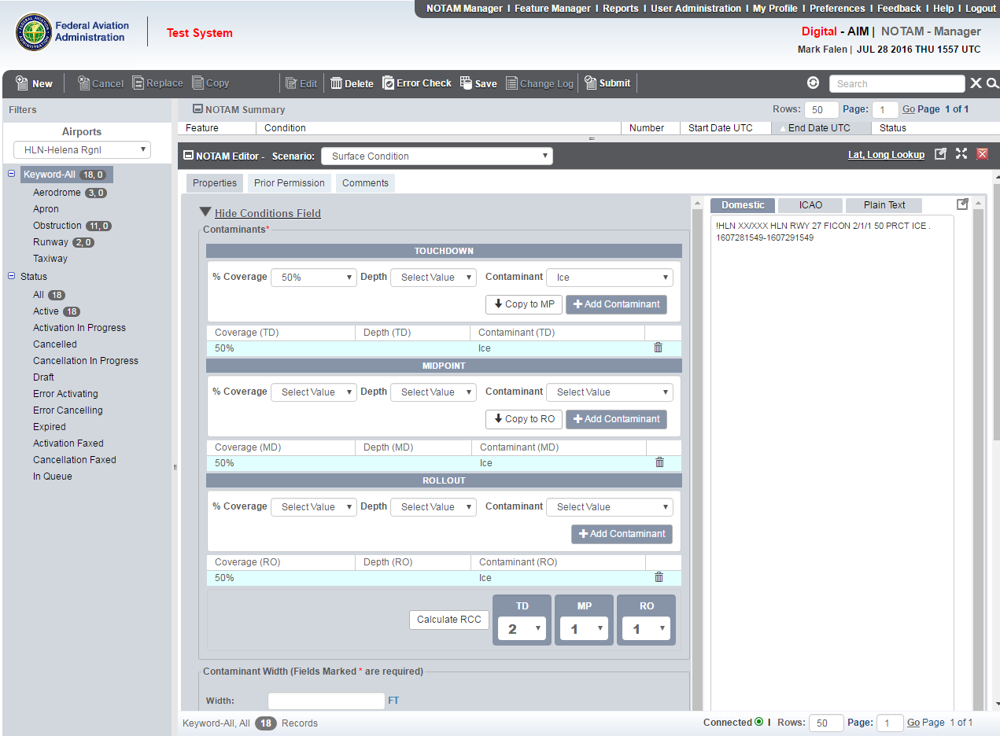 NOTAM Manager I Feature Manager I Reports I User Administration I My Profile I Preferences I Feedback I Help I Logout
Federal Aviation
Administration
Test System
Digital - AIM | NOTAM - Manager
Mark Falen | JUL 28 2016 THU 1557 UTC
New Cancel Replace Copy Edit Delete Error Check Save Change Log Submit Search
Filters
NOTAM Summary Rows: 50 Page: 1 Go Page 1 of 1
Airports
HLN-Helena Rgnl
Feature Condition Number Start Date UTC End Date UTC Status
NOTAM Editor - Scenario: Surface Condition Lat, Long Lookup
Keyword-All 18, 0
Aerodrome 3, 0
Apron
Obstruction 11, 0
Runway 2, 0
Taxiway
Status
All 18
Active 18
Activation In Progress
Cancelled
Cancellation In Progress
Draft
Error Activating
Error Cancelling
Expired
Activation Faxed
Cancellation Faxed
In Queue
Properties Prior Permission Comments
Hide Conditions Field
Contaminants*
TOUCHDOWN
% Coverage 50% Depth Select Value Contaminant Ice
Copy to MP Add Contaminant
Coverage (TD) Depth (TD) Contaminant (TD)
50% Ice
MIDPOINT
% Coverage Select Value Depth Select Value Contaminant Select Value
Copy to RO Add Contaminant
Coverage (MD) Depth (MD) Contaminant (MD)
50% Ice
ROLLOUT
% Coverage Select Value Depth Select Value Contaminant Select Value
Add Contaminant
Coverage (RO) Depth (RO) Contaminant (RO)
50% Ice
TD MP RO
Calculate RCC 2 1 1
Contaminant Width (Fields Marked * are required)
Width: FT
Domestic ICAO Plain Text
!HLN XX/XXX HLN RWY 27 FICON 2/1/1 50 PRCT ICE .
1607281549-1607291549
Keyword-All, All 18 Records
Connected I Rows: 50 Page: 1 Go Page 1 of 1